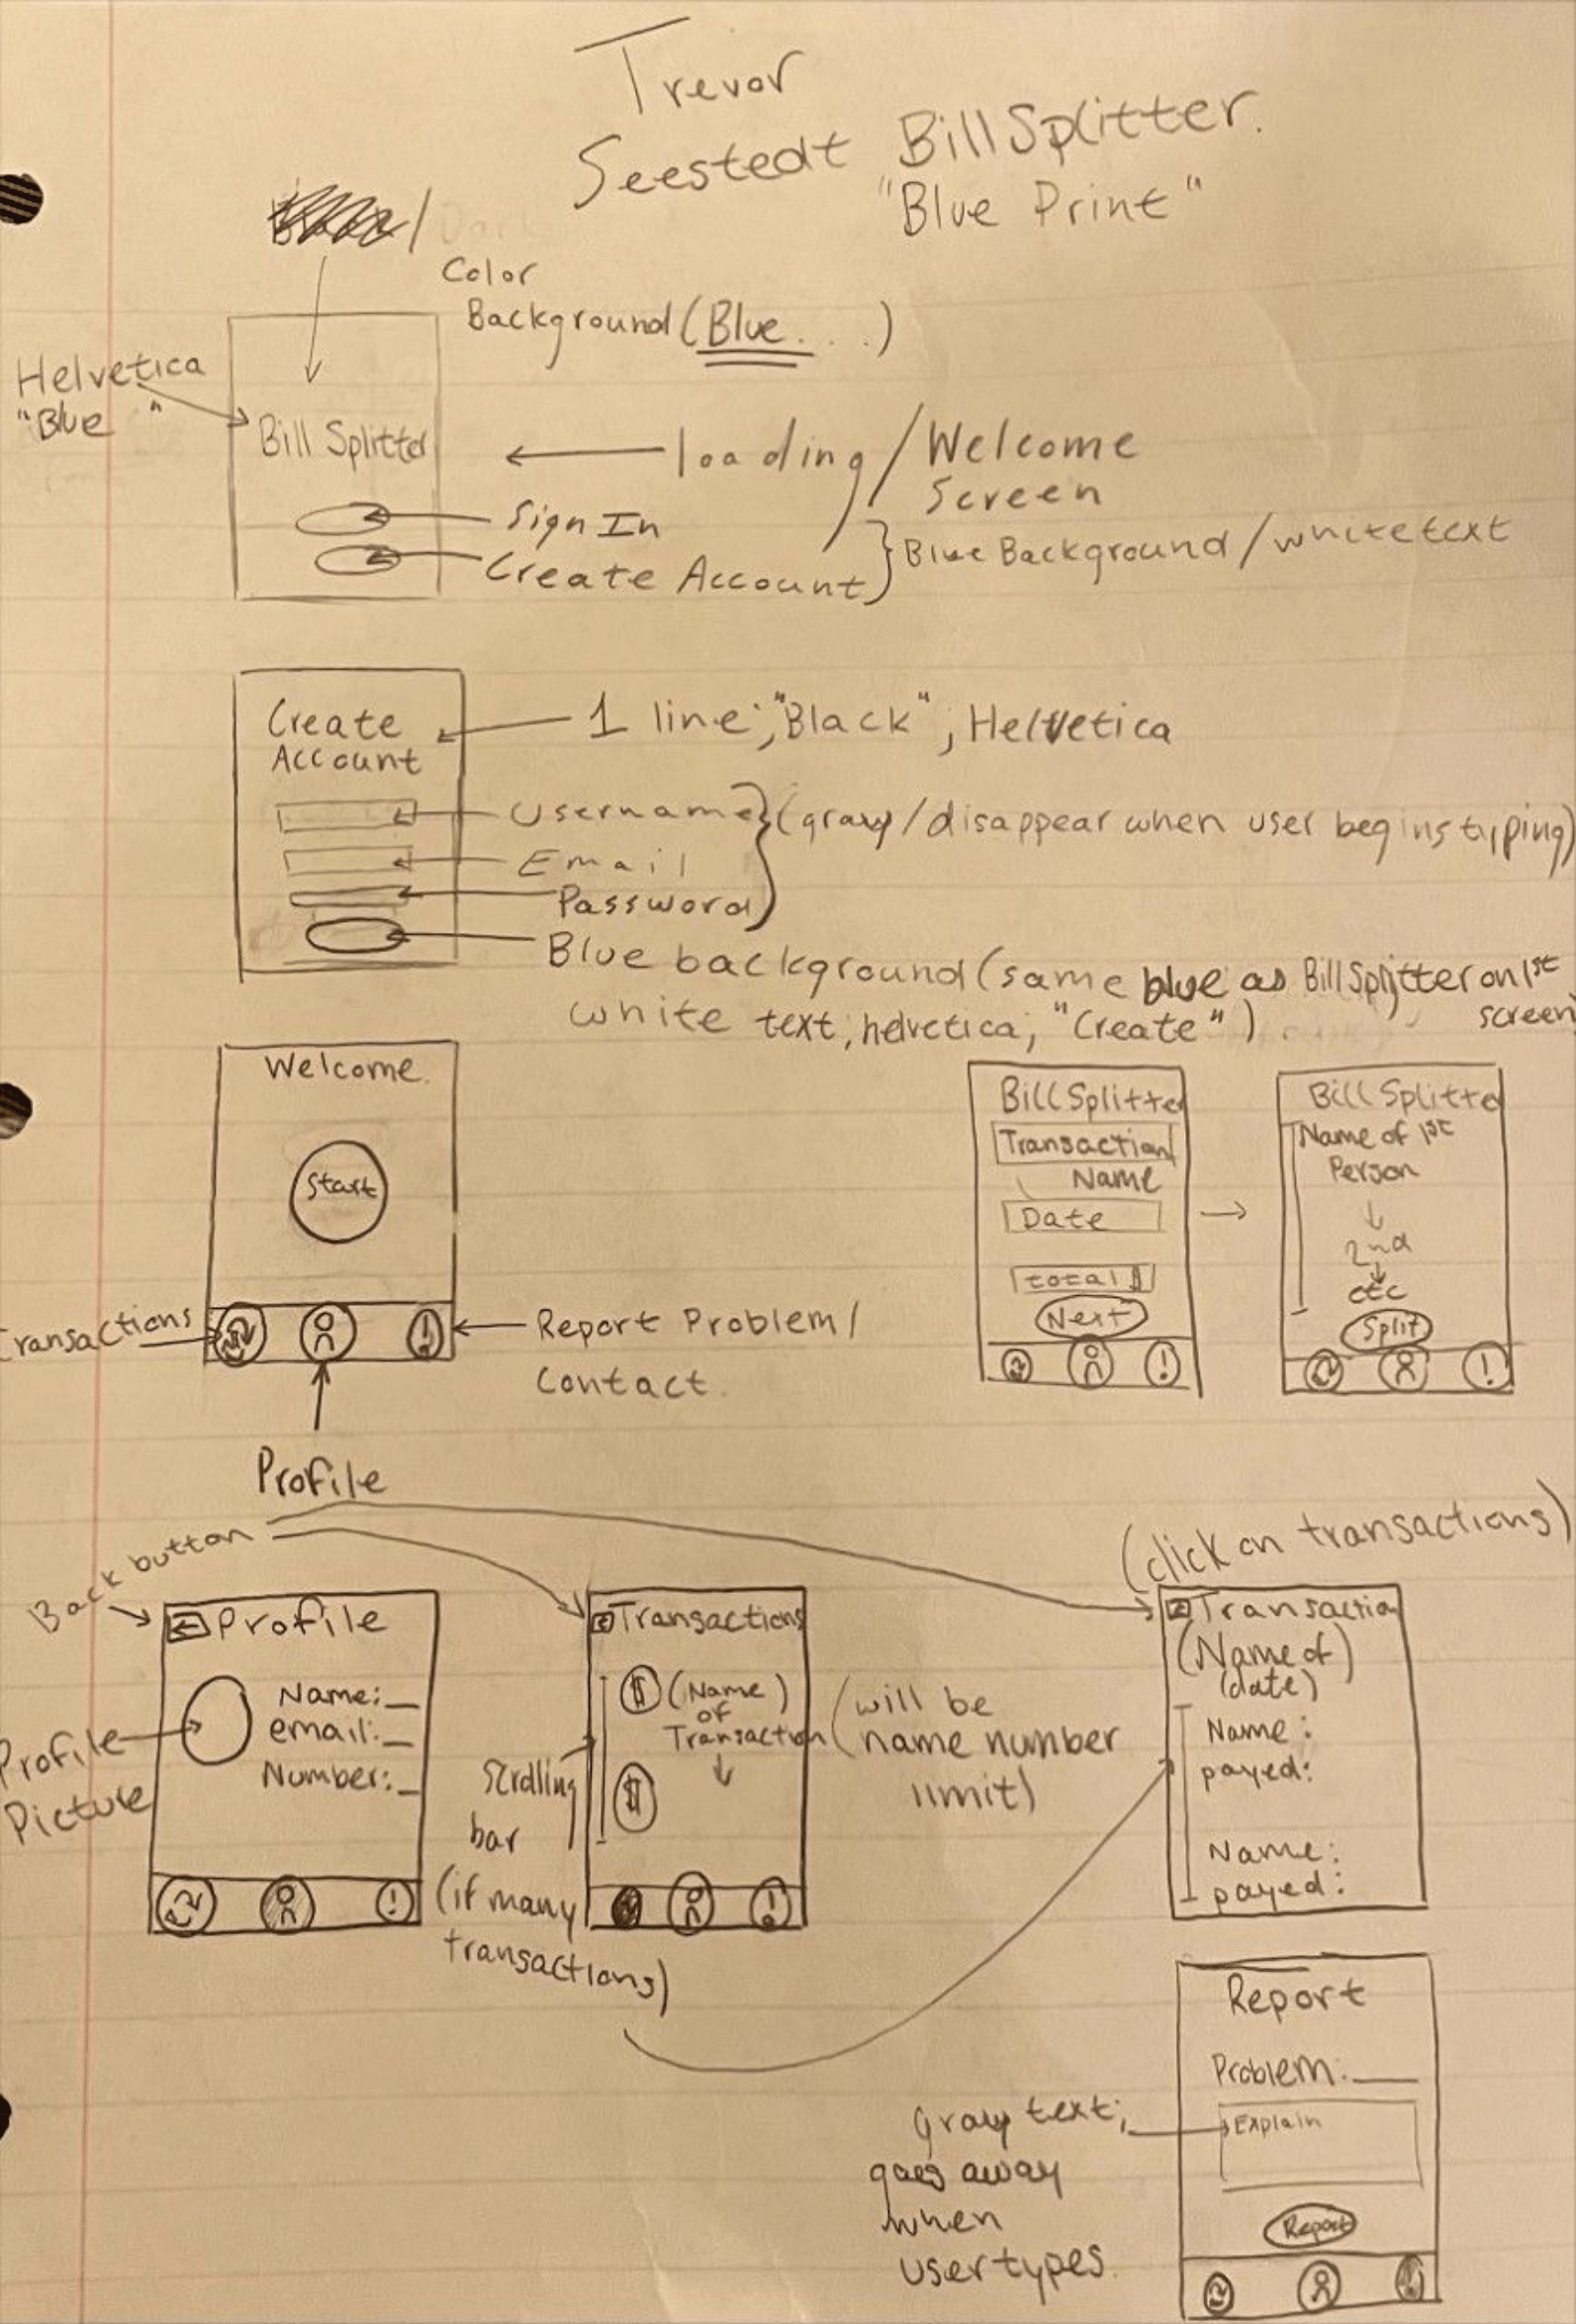 Trevor
Seestedt BillSplitter.
"Blue Print"
Color
Background (Blue....)
Helvetica
"Blue "
Bill Splitter
loading / Welcome
Screen
Sign In
Create Account
Blue Background / white text
Create
Account
1 line; "Black", Helvetica
Username
Email
Password
(gray / disappear when user begins typing)
Blue background (same blue as BillSplitter on 1st
screen
white text, helvetica, "Create")
Welcome.
Start
transactions
Report Problem /
Contact.
Profile
BillSplitter
Transaction
Name
Date
total $
Next
Bill Splitter
Name of 1st
Person
2nd
etc
Split
Back button
Profile
Name:_
email:_
Number:_
Profile
Picture
Transactions
$ (Name)
of
Transaction
$
(will be
name number
limit)
Scrolling
bar
(if many
transactions)
(click on transactions)
Transaction
(Name of)
(date)
Name:
payed:
Name:
payed:
Report
Problem:__
Explain
Report
Gray text;
goes away
when
user types.